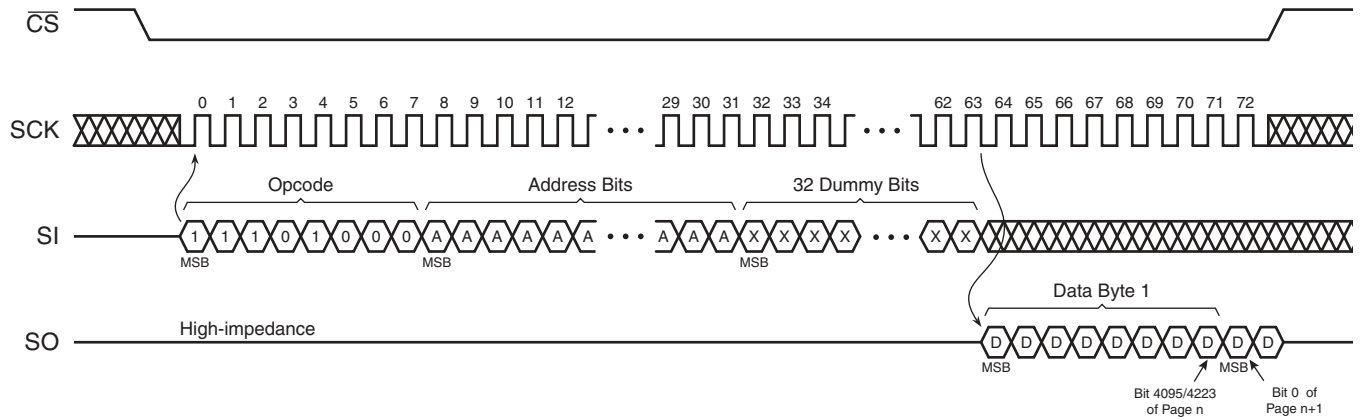 CS
0 1 2 3 4 5 6 7 8 9 10 11 12 29 30 31 32 33 34 62 63 64 65 66 67 68 69 70 71 72
SCK
Opcode Address Bits 32 Dummy Bits
SI 1 1 1 0 1 0 0 0 A A A A A A A A A X X X X X X
MSB MSB MSB
Data Byte 1
High-impedance
SO D D D D D D D D D D
MSB MSB
Bit 4095/4223
of Page n
Bit 0 of
Page n+1